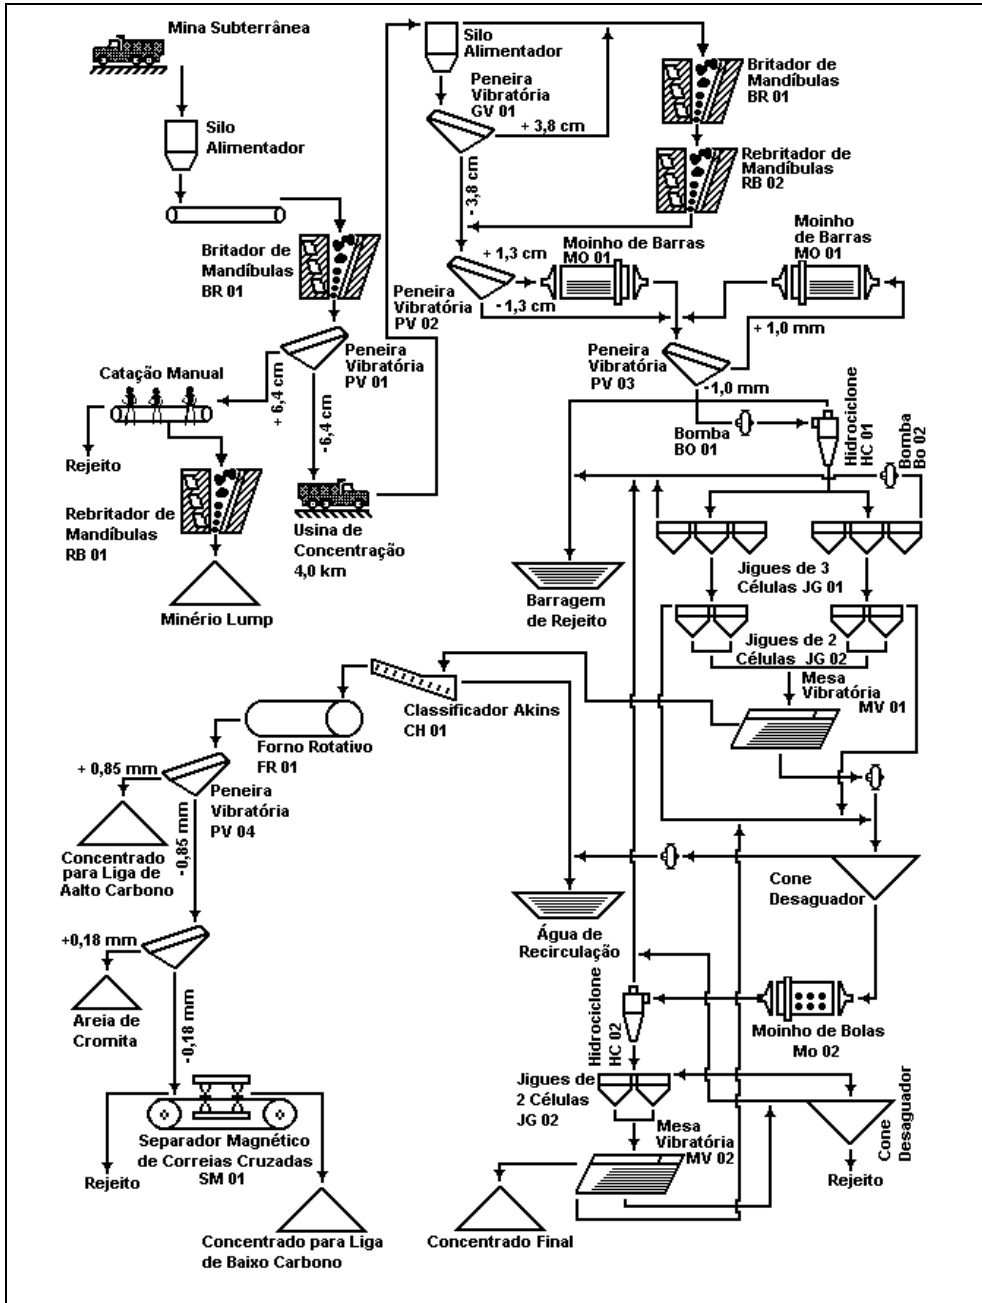 Mina Subterrânea
Silo
Alimentador
Britador de
Mandíbulas
BR 01
Peneira
Vibratória
PV 01
+ 6,4 cm
-6,4 cm
Catação Manual
Rejeito
Rebritador de
Mandíbulas
RB 01
Minério Lump
Usina de
Concentração
4,0 km
Silo
Alimentador
Peneira
Vibratória
GV 01
+ 3,8 cm
- 3,8 cm
Britador de
Mandíbulas
BR 01
Rebritador de
Mandíbulas
RB 02
Peneira
Vibratória
PV 02
+ 1,3 cm
- 1,3 cm
Moinho de Barras
MO 01
Moinho
de Barras
MO 01
Peneira
Vibratória
PV 03
+ 1,0 mm
-1,0 mm
Bomba
BO 01
Hidrociclone
HC 01
Bomba
Bo 02
Barragem
de Rejeito
Jigues de 3
Células JG 01
Jigues de 2
Células JG 02
Mesa
Vibratória
MV 01
Classificador Akins
CH 01
Forno Rotativo
FR 01
Peneira
Vibratória
PV 04
+ 0,85 mm
-0,85 mm
Concentrado
para Liga de
Aalto Carbono
+0,18 mm
-0,18 mm
Areia de
Cromita
Separador Magnético
de Correias Cruzadas
SM 01
Rejeito
Concentrado para Liga
de Baixo Carbono
Cone
Desaguador
Água de
Recirculação
Moinho de Bolas
Mo 02
Hidrociclone
HC 02
Jigues de
2 Células
JG 02
Mesa
Vibratória
MV 02
Cone
Desaguador
Rejeito
Concentrado Final